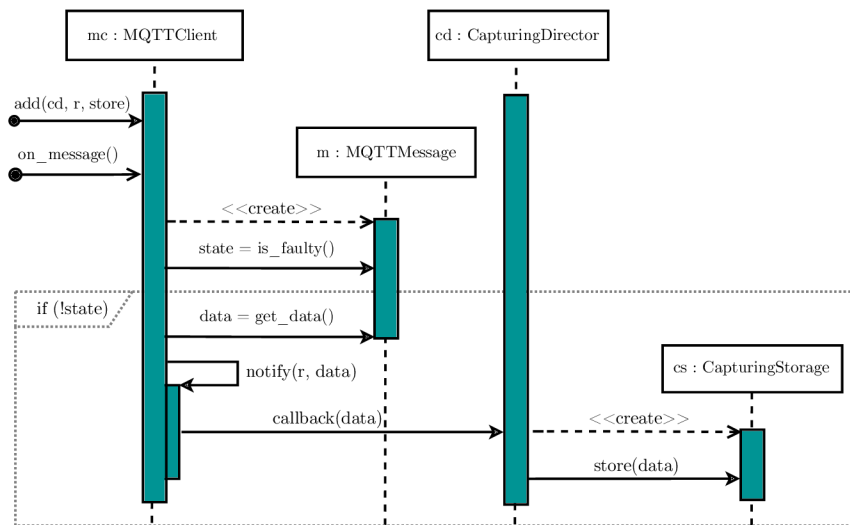 mc : MQTTClient
cd : CapturingDirector
add(cd, r, store)
on_message()
m : MQTTMessage
<<create>>
state = is_faulty()
if (!state)
data = get_data()
notify(r, data)
cs : CapturingStorage
callback(data)
<<create>>
store(data)